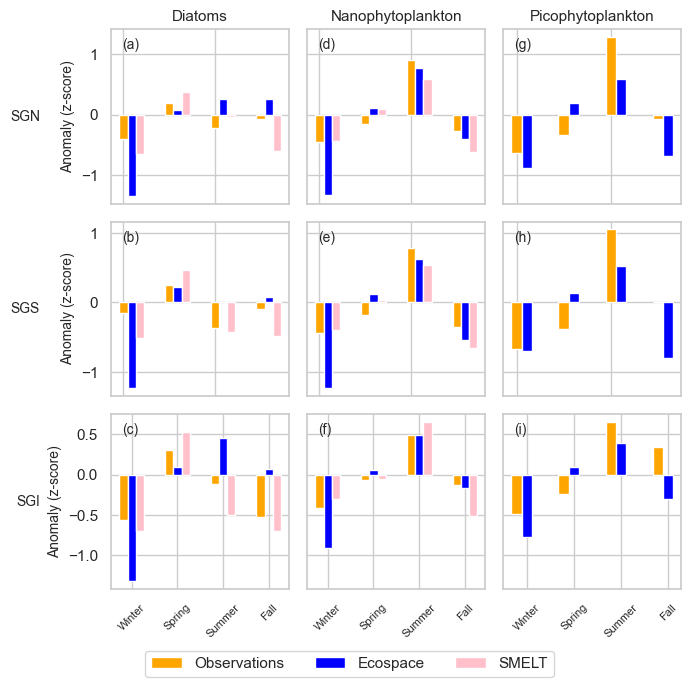 Diatoms Nanophytoplankton Picophytoplankton
(a) (d) (g)
SGN
Anomaly (z-score)
1
0
−1
(b) (e) (h)
SGS
Anomaly (z-score)
1
0
−1
(c) (f) (i)
SGI
Anomaly (z-score)
0.5
0.0
−0.5
−1.0
Winter Spring Summer Fall Winter Spring Summer Fall Winter Spring Summer Fall
Observations Ecospace SMELT